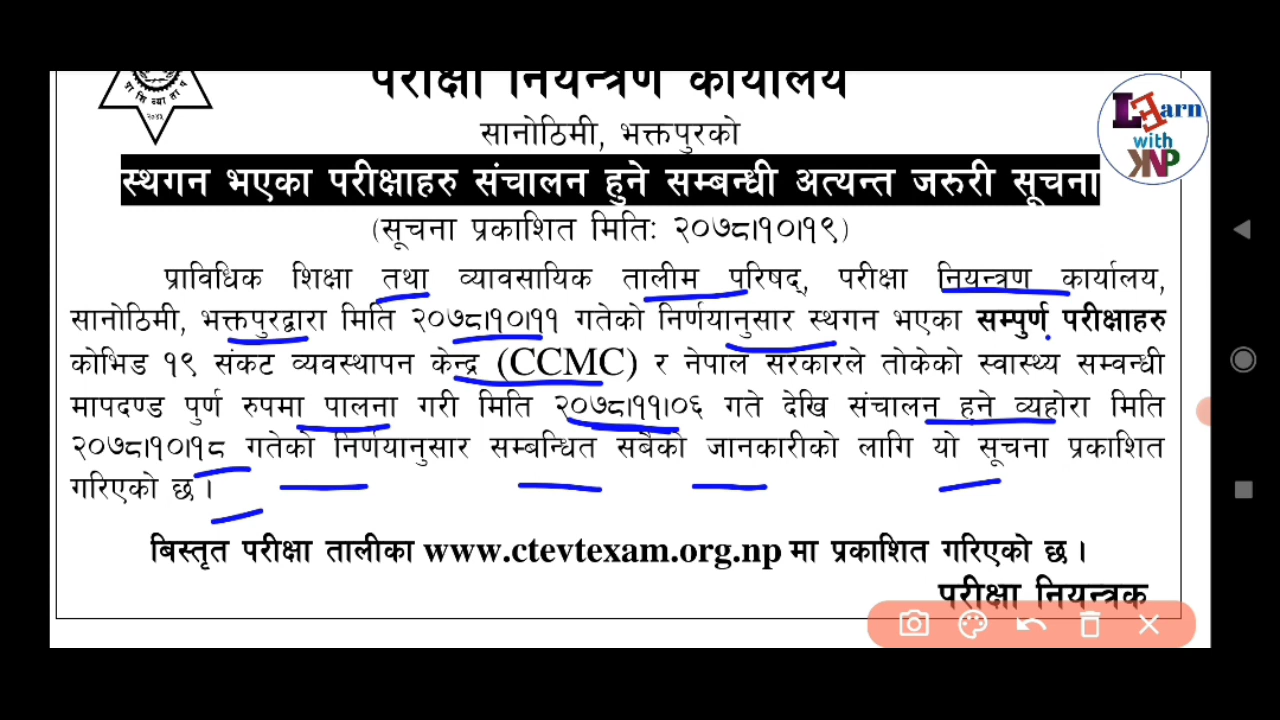 परीक्षा नियन्त्रण कार्यालय
सानोठिमी, भक्तपुरको
स्थगन भएका परीक्षाहरु संचालन हुने सम्बन्धी अत्यन्त जरुरी सूचना
(सूचना प्रकाशित मितिः २०७८।१०।१९)
प्राविधिक शिक्षा तथा व्यावसायिक तालीम परिषद्, परीक्षा नियन्त्रण कार्यालय,
सानोठिमी, भक्तपुरद्वारा मिति २०७८।१०।११ गतेको निर्णयानुसार स्थगन भएका सम्पुर्ण परीक्षाहरु
कोभिड १९ संकट व्यवस्थापन केन्द्र (CCMC) र नेपाल सरकारले तोकेको स्वास्थ्य सम्वन्धी
मापदण्ड पुर्ण रुपमा पालना गरी मिति २०७८।११।०६ गते देखि संचालन हुने व्यहोरा मिति
२०७८।१०।१८ गतेको निर्णयानुसार सम्बन्धित सबैको जानकारीको लागि यो सूचना प्रकाशित
गरिएको छ ।
बिस्तृत परीक्षा तालीका www.ctevtexam.org.np मा प्रकाशित गरिएको छ ।
परीक्षा नियन्त्रक
२०४५
LEarn
with
KNP